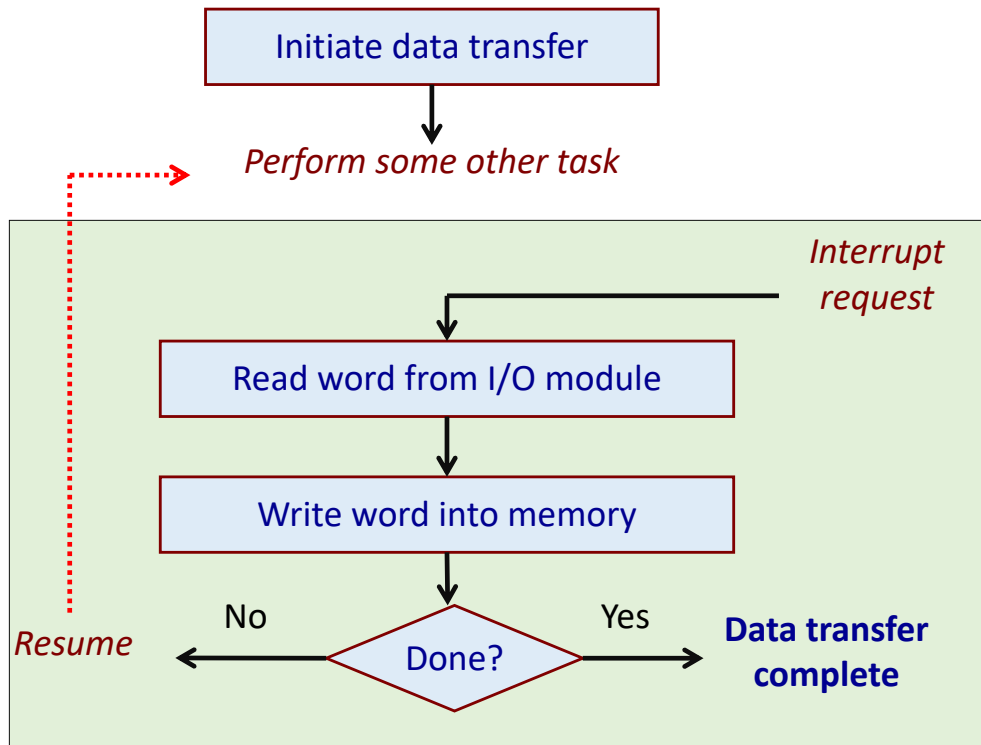 Initiate data transfer
Perform some other task
Interrupt
request
Read word from I/O module
Write word into memory
No
Yes
Resume
Done?
Data transfer
complete